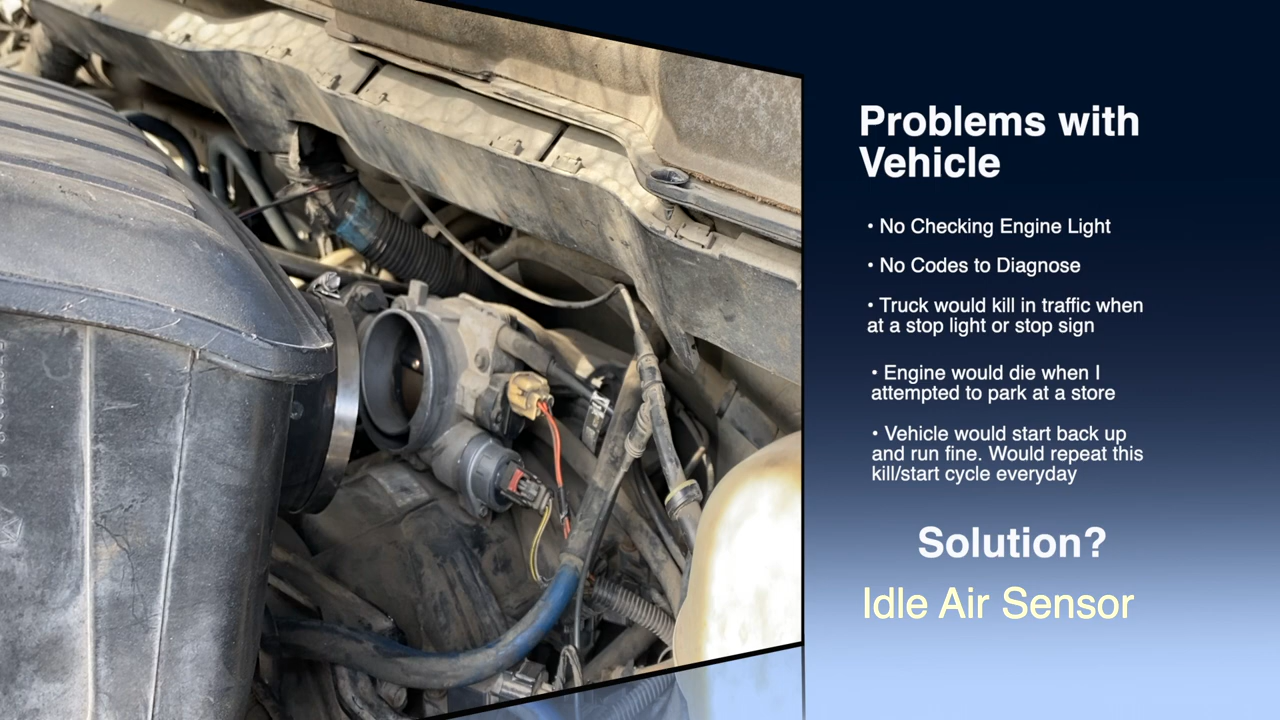 Problems with
Vehicle
• No Checking Engine Light
• No Codes to Diagnose
• Truck would kill in traffic when
at a stop light or stop sign
• Engine would die when I
attempted to park at a store
• Vehicle would start back up
and run fine. Would repeat this
kill/start cycle everyday
Solution?
Idle Air Sensor